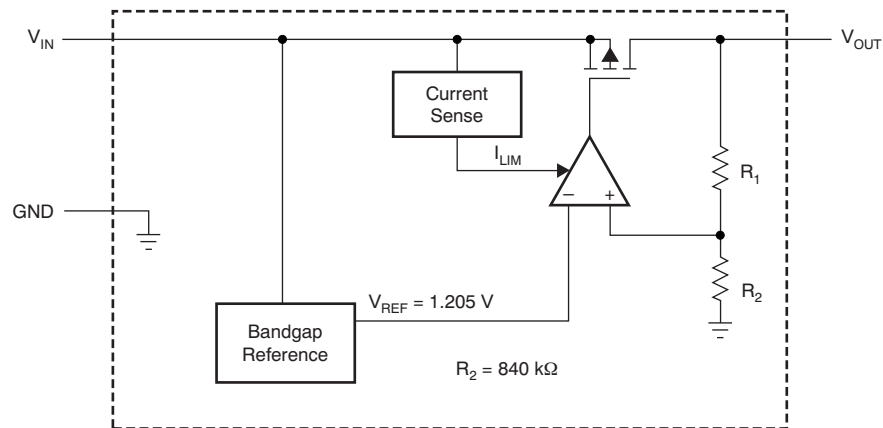 V_IN
V_OUT
Current
Sense
I_LIM
R_1
GND
− +
R_2
V_REF = 1.205 V
Bandgap
Reference
R_2 = 840 kΩ